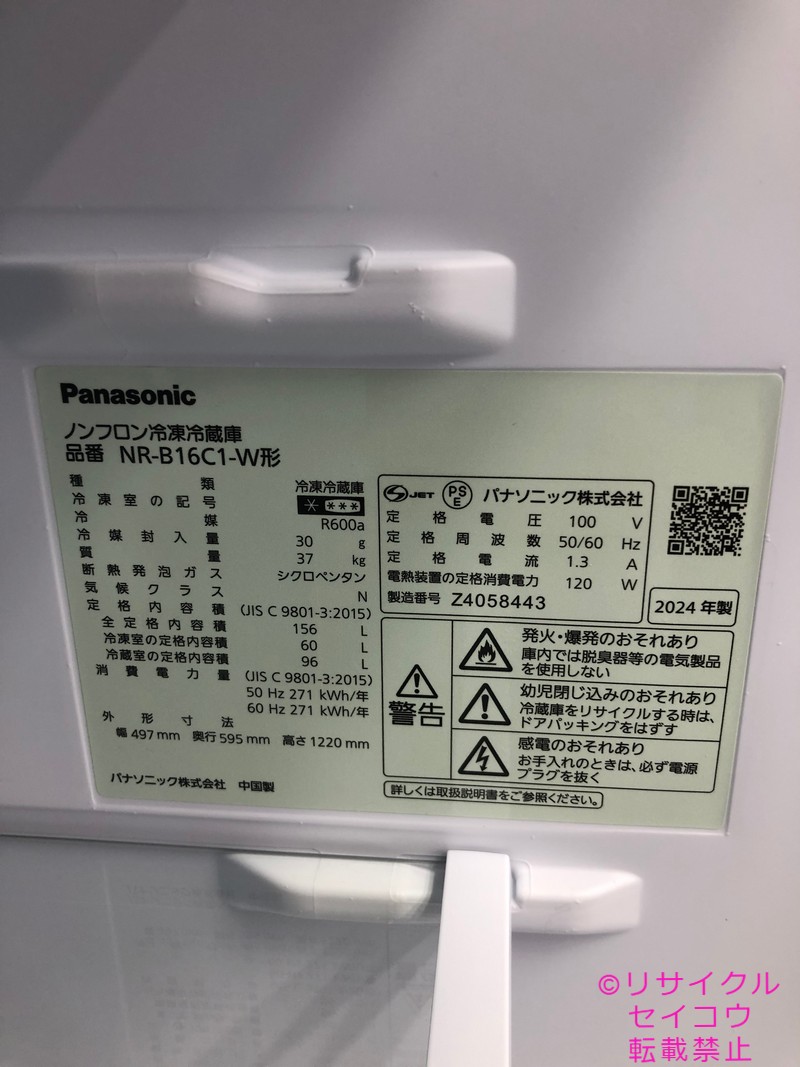 Panasonic
ノンフロン冷凍冷蔵庫
品番 NR-B16C1-W形
種類 冷凍冷蔵庫
冷凍室の記号 * ***
冷媒 R600a
冷媒封入量 30 g
質量 37 kg
断熱発泡ガス シクロペンタン
気候クラス N
定格内容積 (JIS C 9801-3:2015)
全定格内容積 156 L
冷凍室の定格内容積 60 L
冷蔵室の定格内容積 96 L
消費電力量 (JIS C 9801-3:2015)
50 Hz 271 kWh/年
60 Hz 271 kWh/年
外形寸法
幅 497 mm 奥行 595 mm 高さ 1220 mm
パナソニック株式会社 中国製
S JET PS E パナソニック株式会社
定格電圧 100 V
定格周波数 50/60 Hz
定格電流 1.3 A
電熱装置の定格消費電力 120 W
製造番号 Z4058443
2024 年製
警告
発火・爆発のおそれあり
庫内では脱臭器等の電気製品
を使用しない
幼児閉じ込みのおそれあり
冷蔵庫をリサイクルする時は、
ドアパッキングをはずす
感電のおそれあり
お手入れのときは、必ず電源
プラグを抜く
詳しくは取扱説明書をご参照ください。
©リサイクル
セイコウ
転載禁止